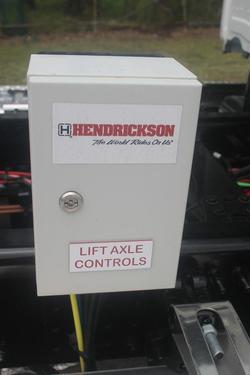 H HENDRICKSON
The World Rides On Us
LIFT AXLE
CONTROLS